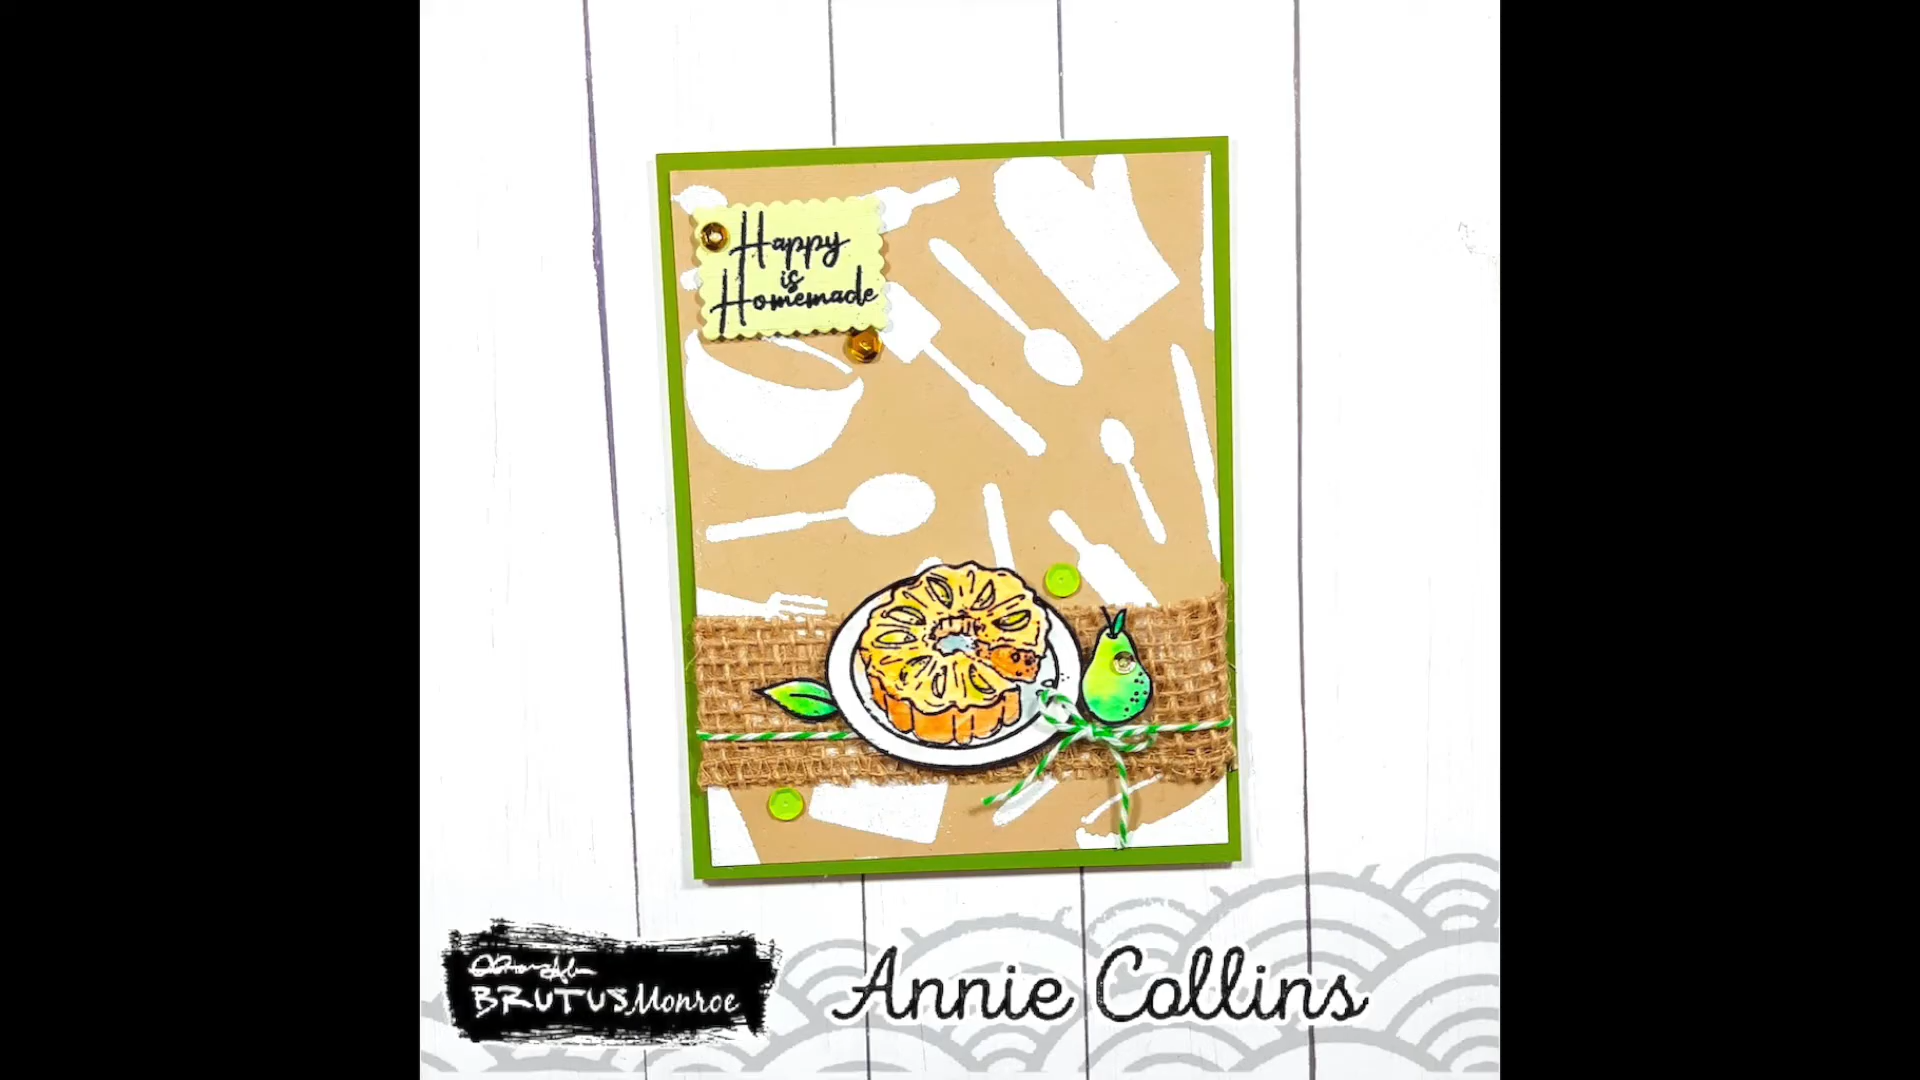 Happy
is
Homemade
BRUTUS Monroe
Annie Collins